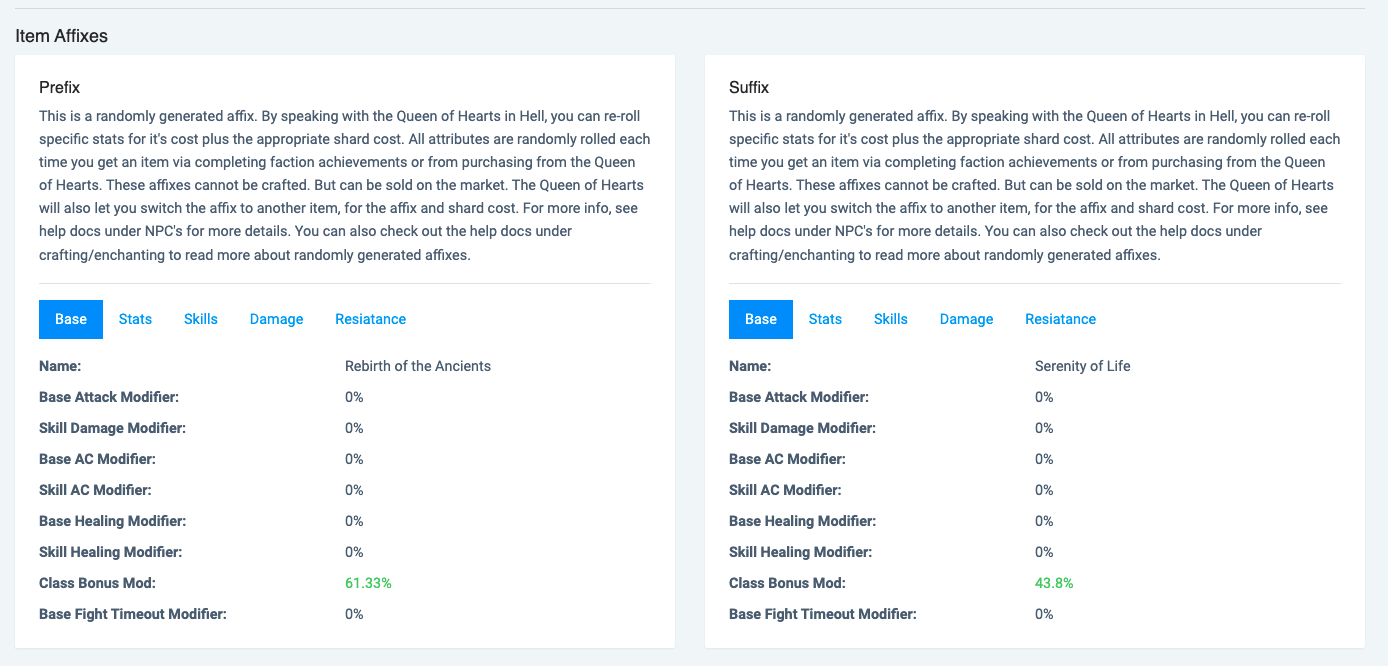 Item Affixes
Prefix
This is a randomly generated affix. By speaking with the Queen of Hearts in Hell, you can re-roll
specific stats for it's cost plus the appropriate shard cost. All attributes are randomly rolled each
time you get an item via completing faction achievements or from purchasing from the Queen
of Hearts. These affixes cannot be crafted. But can be sold on the market. The Queen of Hearts
will also let you switch the affix to another item, for the affix and shard cost. For more info, see
help docs under NPC's for more details. You can also check out the help docs under
crafting/enchanting to read more about randomly generated affixes.
Base Stats Skills Damage Resiatance
Name: Rebirth of the Ancients
Base Attack Modifier: 0%
Skill Damage Modifier: 0%
Base AC Modifier: 0%
Skill AC Modifier: 0%
Base Healing Modifier: 0%
Skill Healing Modifier: 0%
Class Bonus Mod: 61.33%
Base Fight Timeout Modifier: 0%
Suffix
This is a randomly generated affix. By speaking with the Queen of Hearts in Hell, you can re-roll
specific stats for it's cost plus the appropriate shard cost. All attributes are randomly rolled each
time you get an item via completing faction achievements or from purchasing from the Queen
of Hearts. These affixes cannot be crafted. But can be sold on the market. The Queen of Hearts
will also let you switch the affix to another item, for the affix and shard cost. For more info, see
help docs under NPC's for more details. You can also check out the help docs under
crafting/enchanting to read more about randomly generated affixes.
Base Stats Skills Damage Resiatance
Name: Serenity of Life
Base Attack Modifier: 0%
Skill Damage Modifier: 0%
Base AC Modifier: 0%
Skill AC Modifier: 0%
Base Healing Modifier: 0%
Skill Healing Modifier: 0%
Class Bonus Mod: 43.8%
Base Fight Timeout Modifier: 0%